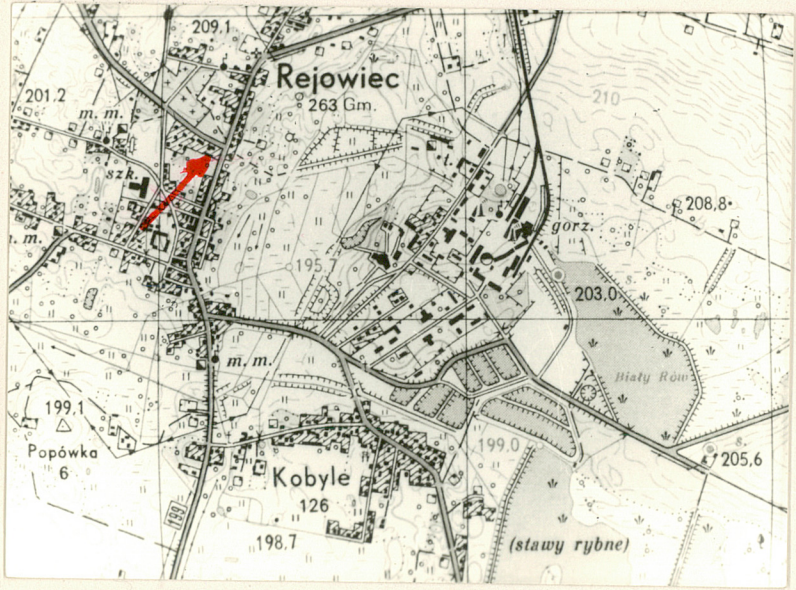 209,1
Rejowiec
263 Gm.
201.2
m. m.
210
t.
szk.
208,8
gorz.
. m.
195
203,0
s.
m. m.
Biały Rów
199,1
Popówka
6
199.0
s.
205,6
Kobyle
126
(199)
198.7
(stawy rybne)